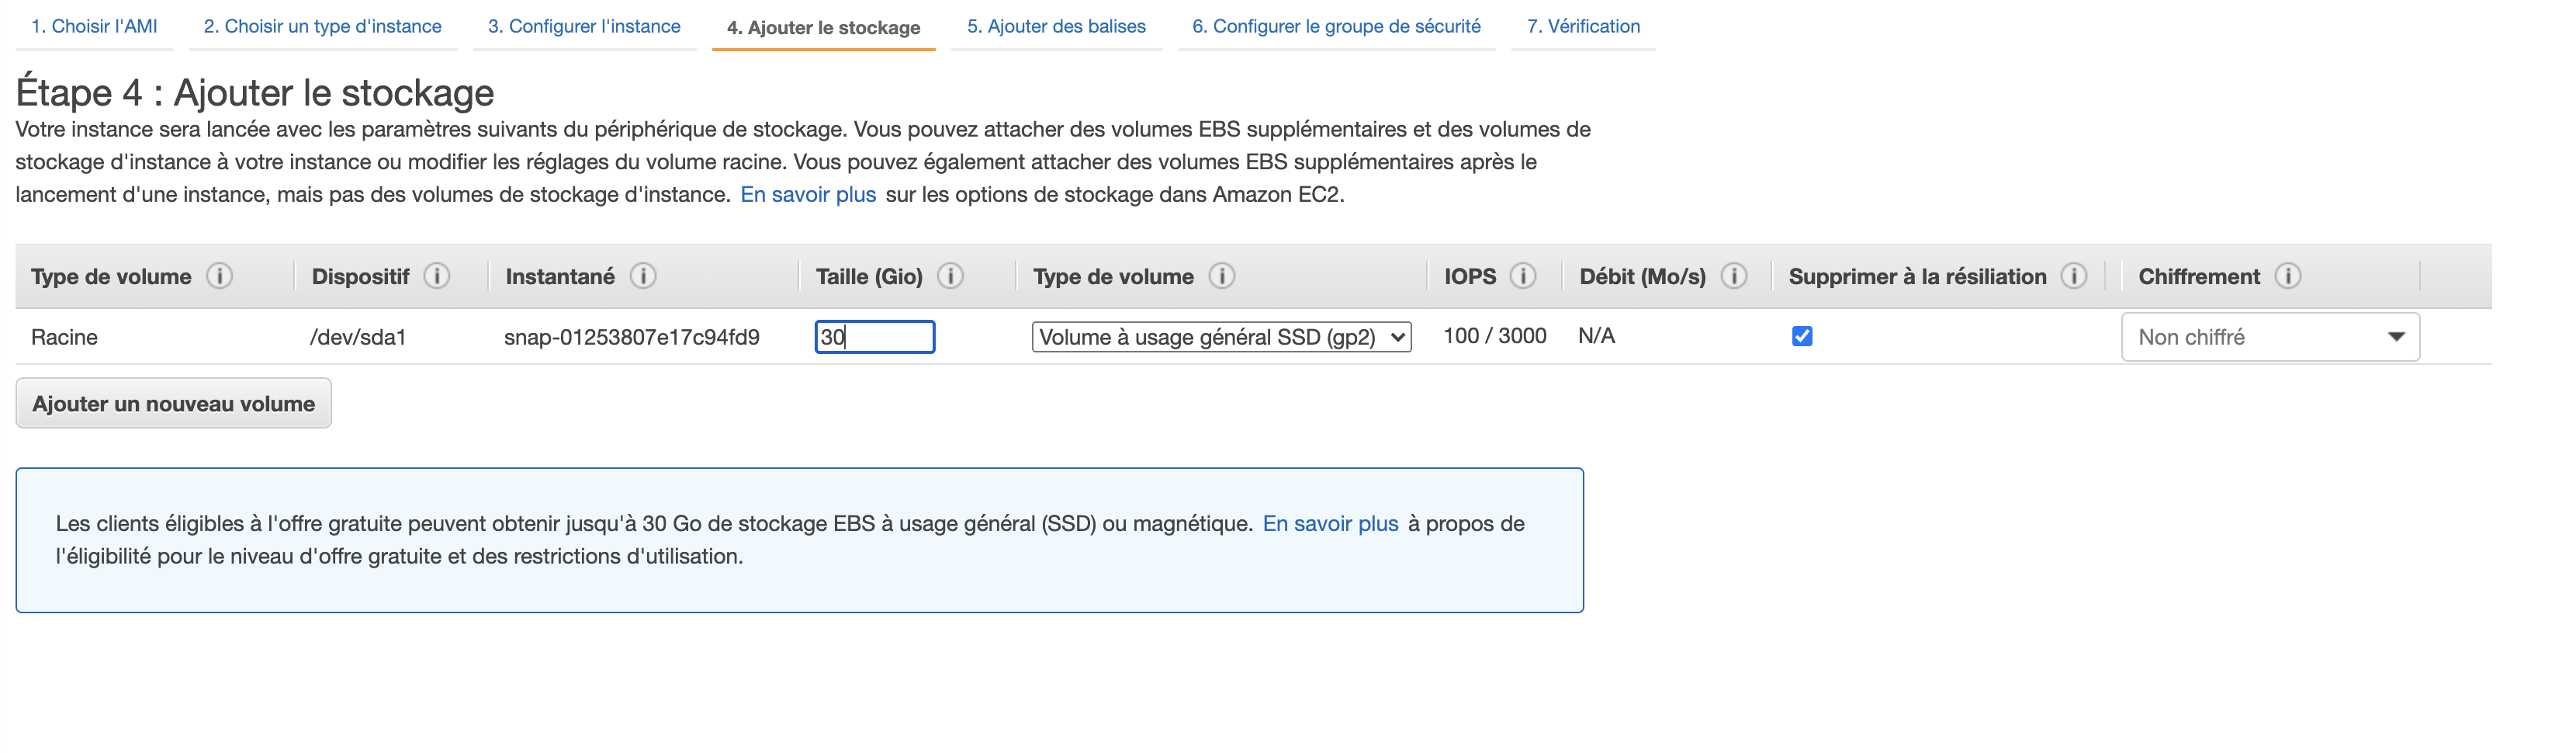 1. Choisir l'AMI 2. Choisir un type d'instance 3. Configurer l'instance 4. Ajouter le stockage 5. Ajouter des balises 6. Configurer le groupe de sécurité 7. Vérification
Étape 4 : Ajouter le stockage
Votre instance sera lancée avec les paramètres suivants du périphérique de stockage. Vous pouvez attacher des volumes EBS supplémentaires et des volumes de
stockage d'instance à votre instance ou modifier les réglages du volume racine. Vous pouvez également attacher des volumes EBS supplémentaires après le
lancement d'une instance, mais pas des volumes de stockage d'instance. En savoir plus sur les options de stockage dans Amazon EC2.
Type de volume i Dispositif i Instantané i Taille (Gio) i Type de volume i IOPS i Débit (Mo/s) i Supprimer à la résiliation i Chiffrement i
Racine /dev/sda1 snap-01253807e17c94fd9 30 Volume à usage général SSD (gp2) 100 / 3000 N/A Non chiffré
Ajouter un nouveau volume
Les clients éligibles à l'offre gratuite peuvent obtenir jusqu'à 30 Go de stockage EBS à usage général (SSD) ou magnétique. En savoir plus à propos de
l'éligibilité pour le niveau d'offre gratuite et des restrictions d'utilisation.